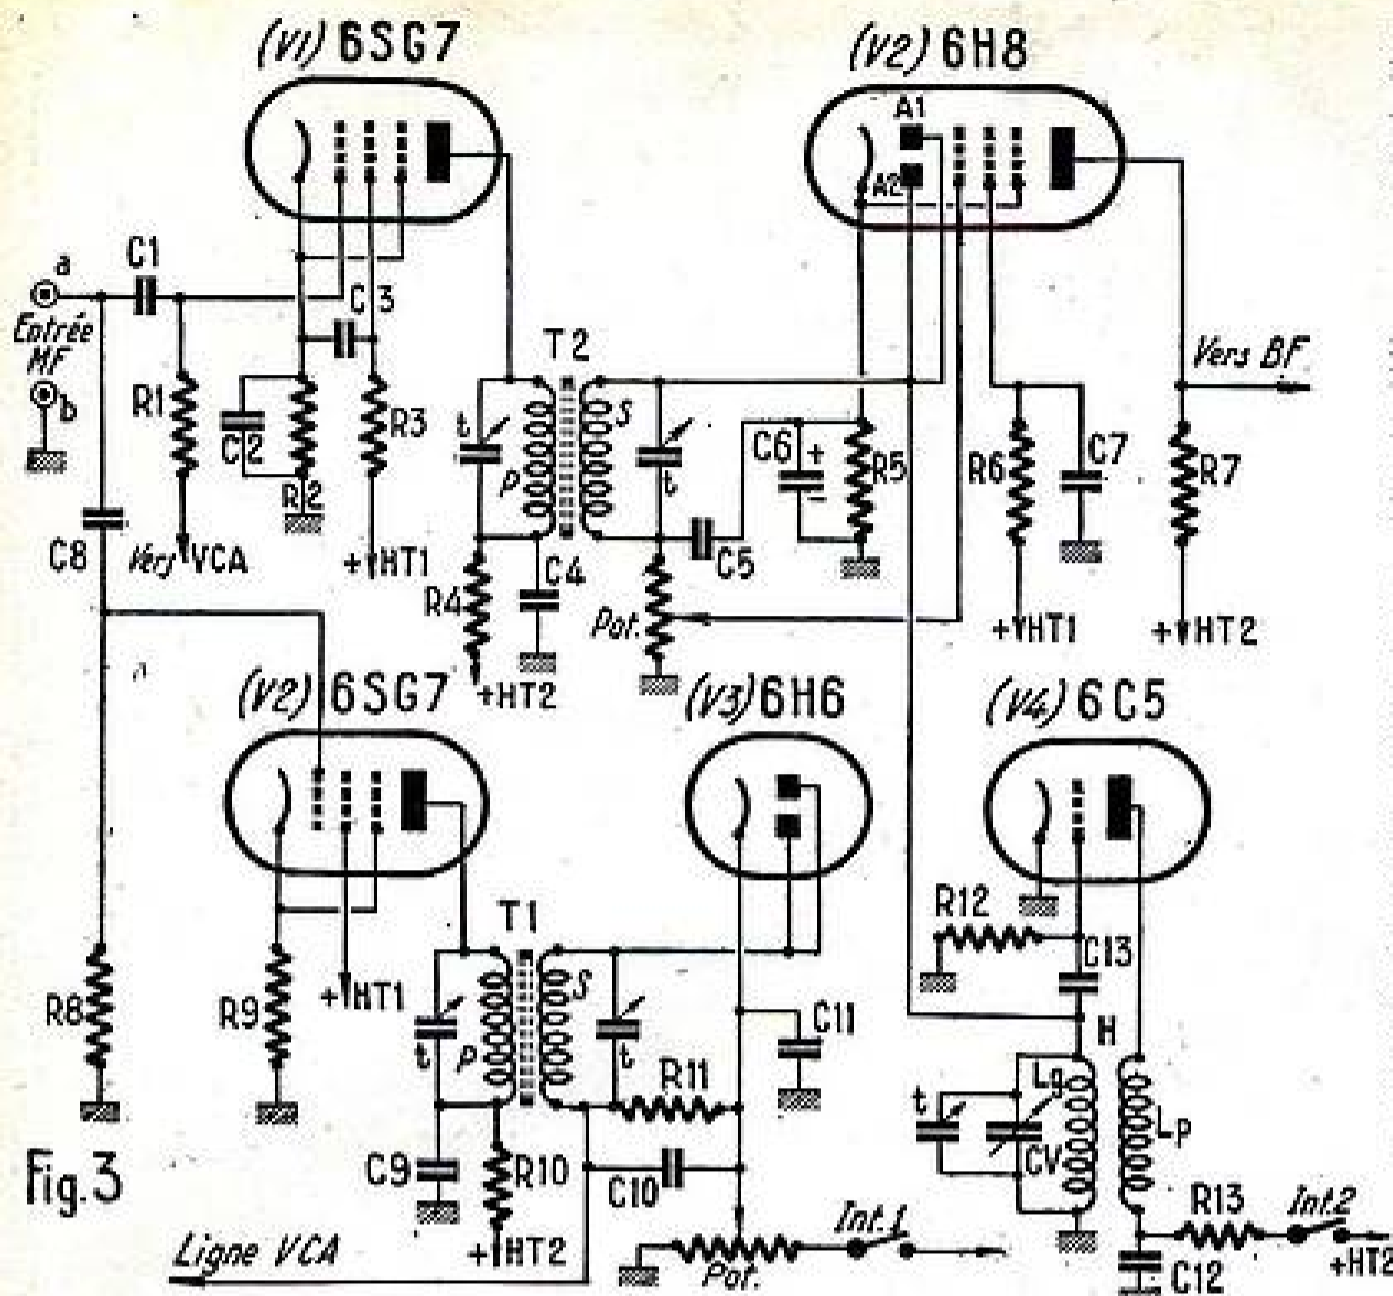 (V1) 6SG7
(V2) 6H8
A1
A2
a
C1
Entrée
MF
b
C3
T2
Vers BF
R1
C2
R2
R3
t
P
S
t
C6
+
-
R5
R6
C7
R7
C8
Vers VCA
+HT1
R4
C4
C5
Pot.
+HT1
+HT2
+HT2
(V2) 6SG7
(V3) 6H6
(V4) 6C5
R12
C13
T1
R8
R9
+HT1
t
P
S
t
C11
H
R11
Lg
t
CV
Lp
Fig.3
C9
R10
C10
R13
Int.2
Int.1
Ligne VCA
+HT2
Pot.
C12
+HT2